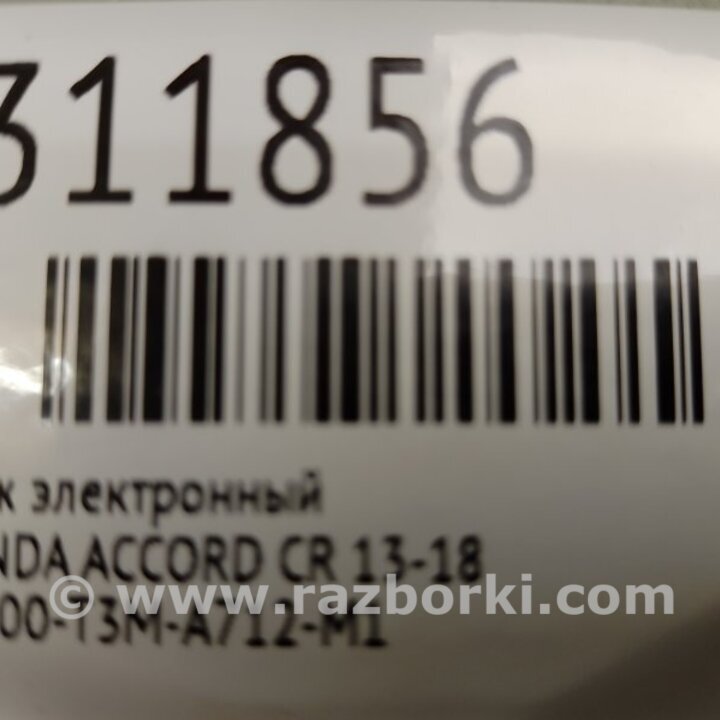 311856
к электронный
NDA ACCORD CR 13-18
© www.razborki.com
00-T3M-A712-M1